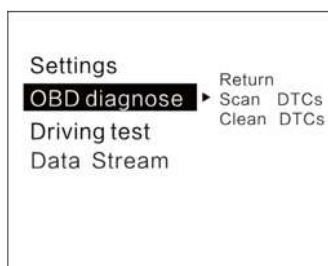 Settings
OBD diagnose
Driving test
Data Stream
Return
Scan DTCs
Clean DTCs